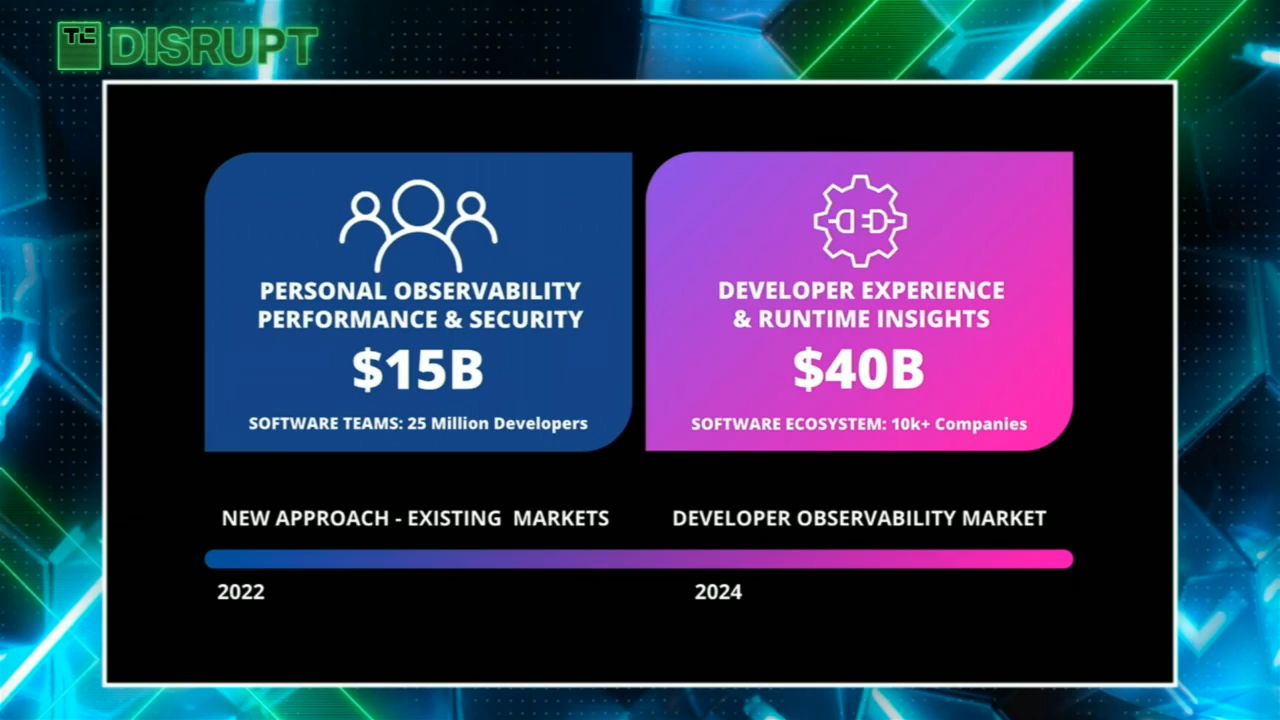 TC DISRUPT
PERSONAL OBSERVABILITY
PERFORMANCE & SECURITY
$15B
SOFTWARE TEAMS: 25 Million Developers
DEVELOPER EXPERIENCE
& RUNTIME INSIGHTS
$40B
SOFTWARE ECOSYSTEM: 10k+ Companies
NEW APPROACH - EXISTING MARKETS
DEVELOPER OBSERVABILITY MARKET
2022
2024